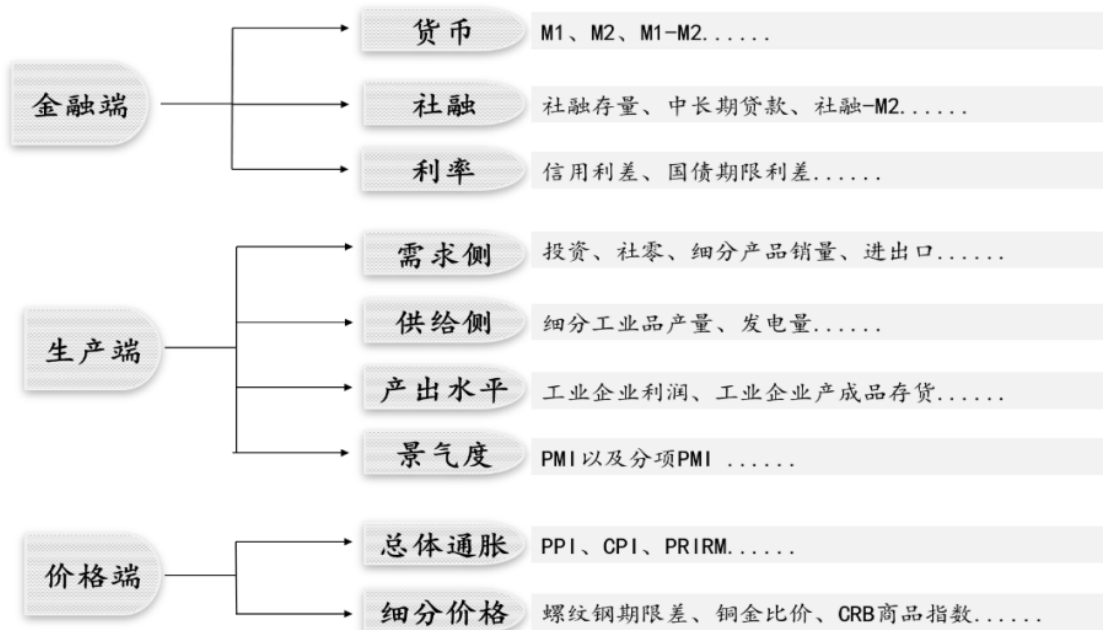 金融端
货币 M1、M2、M1-M2......
社融 社融存量、中长期贷款、社融-M2......
利率 信用利差、国债期限利差......
生产端
需求侧 投资、社零、细分产品销量、进出口......
供给侧 细分工业品产量、发电量......
产出水平 工业企业利润、工业企业产成品存货......
景气度 PMI以及分项PMI ......
价格端
总体通胀 PPI、CPI、PRIRM......
细分价格 螺纹钢期限差、铜金比价、CRB商品指数......